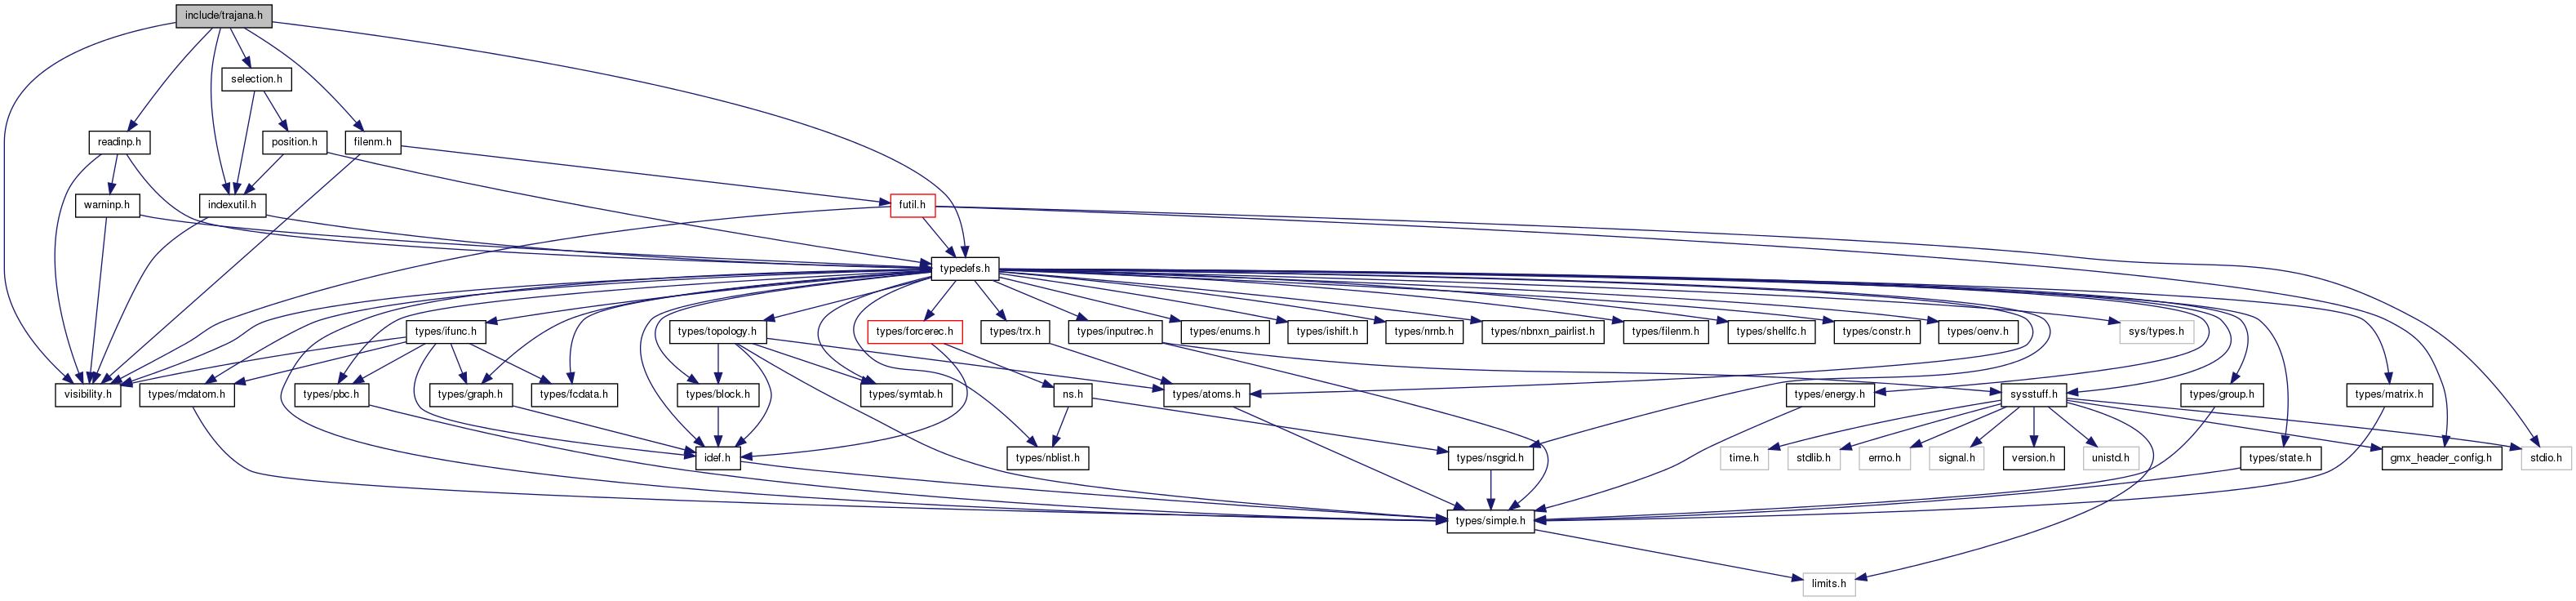 include/trajana.h
selection.h
readinp.h
position.h
filenm.h
warninp.h
indexutil.h
futil.h
typedefs.h
types/ifunc.h
types/topology.h
types/forcerec.h
types/trx.h
types/inputrec.h
types/enums.h
types/ishift.h
types/nrnb.h
types/nbnxn_pairlist.h
types/filenm.h
types/shellfc.h
types/constr.h
types/oenv.h
sys/types.h
visibility.h
types/mdatom.h
types/pbc.h
types/graph.h
types/fcdata.h
types/block.h
types/symtab.h
ns.h
types/atoms.h
types/energy.h
sysstuff.h
types/group.h
types/matrix.h
idef.h
types/nblist.h
types/nsgrid.h
time.h
stdlib.h
errno.h
signal.h
version.h
unistd.h
types/state.h
gmx_header_config.h
stdio.h
types/simple.h
limits.h